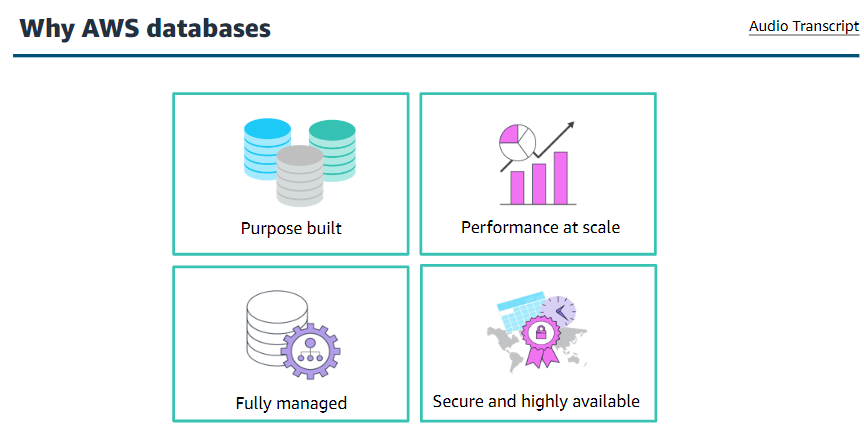 Why AWS databases
Audio Transcript
Purpose built
Performance at scale
Fully managed
Secure and highly available